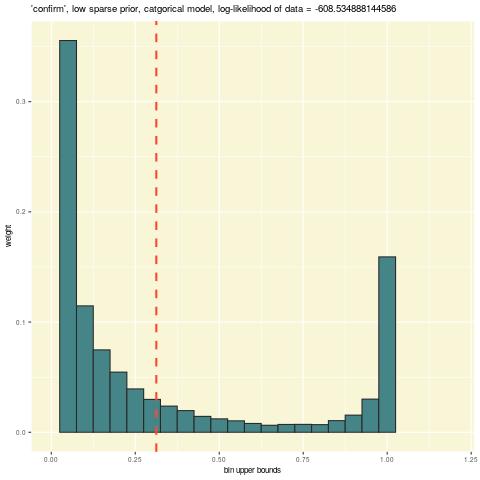 'confirm', low sparse prior, catgorical model, log-likelihood of data = -608.534888144586
weight
0.3
0.2
0.1
0.0
0.00 0.25 0.50 0.75 1.00 1.25
bin upper bounds